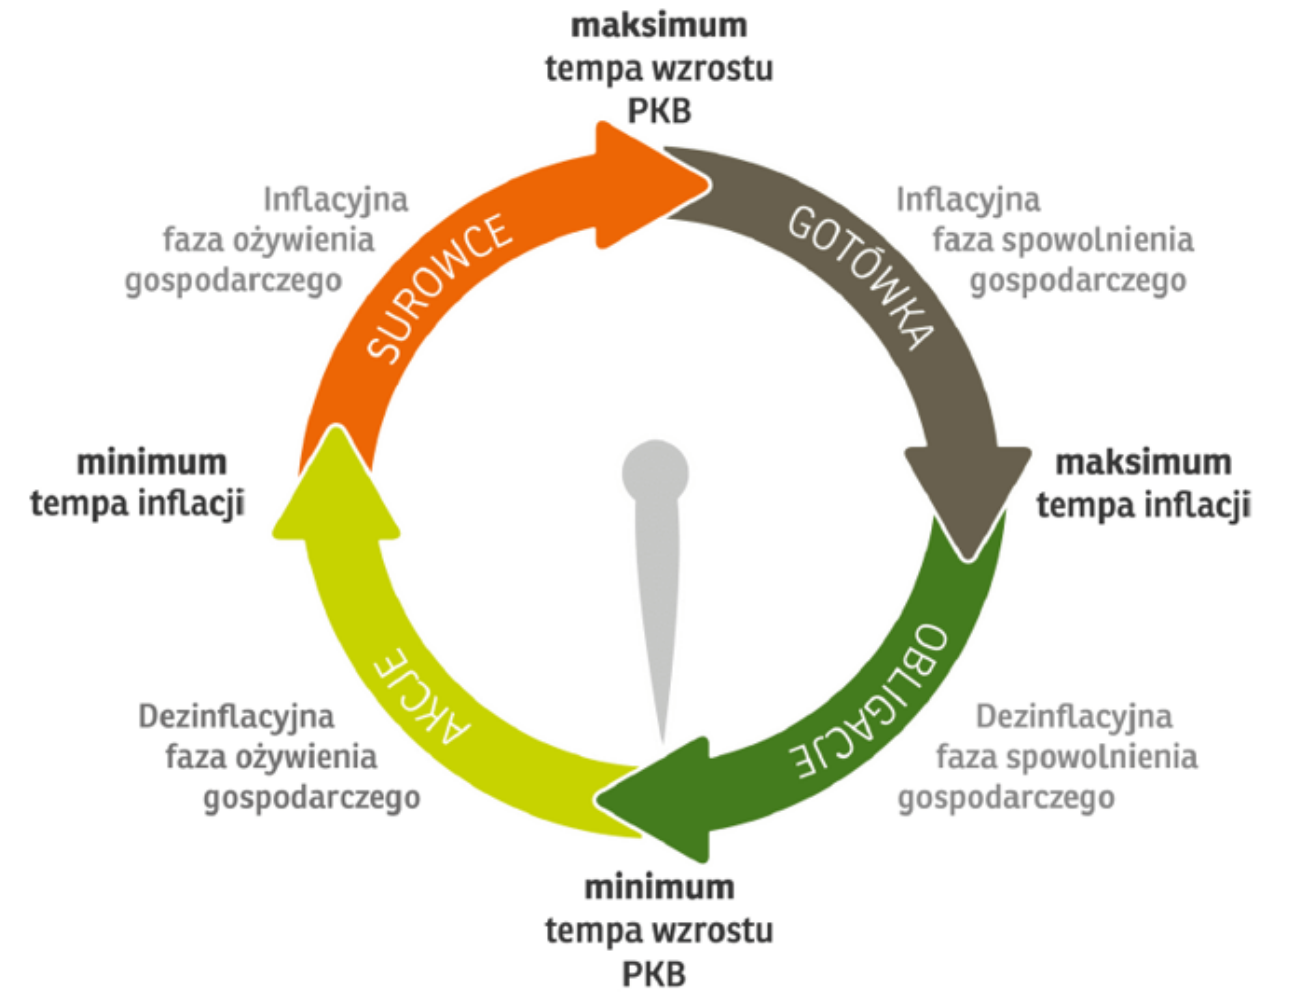 maksimum
tempa wzrostu
PKB
Inflacyjna
faza ożywienia
gospodarczego
SUROWCE
GOTÓWKA
Inflacyjna
faza spowolnienia
gospodarczego
minimum
tempa inflacji
maksimum
tempa inflacji
Dezinflacyjna
faza ożywienia
gospodarczego
AKCJE
OBLIGACJE
Dezinflacyjna
faza spowolnienia
gospodarczego
minimum
tempa wzrostu
PKB